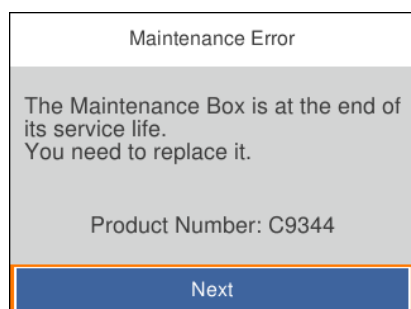 Maintenance Error
The Maintenance Box is at the end of
its service life.
You need to replace it.
Product Number: C9344
Next